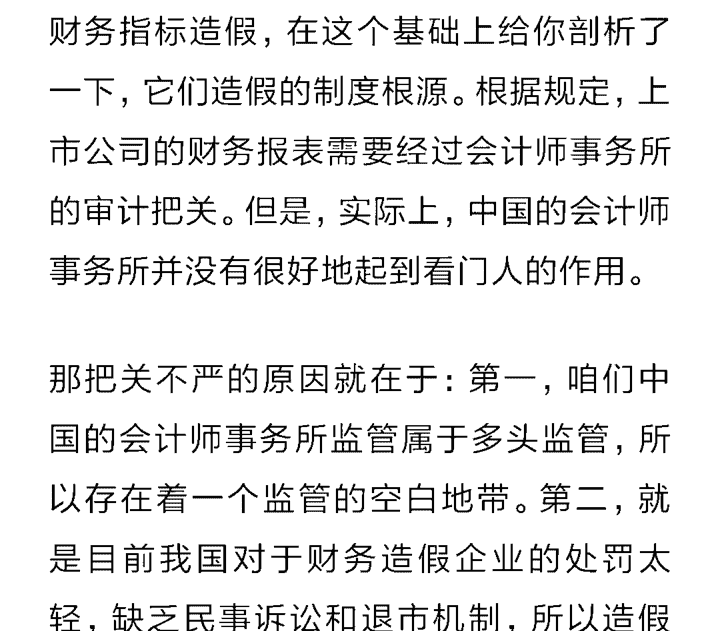 财务指标造假，在这个基础上给你剖析了
一下，它们造假的制度根源。根据规定，上
市公司的财务报表需要经过会计师事务所
的审计把关。但是，实际上，中国的会计师
事务所并没有很好地起到看门人的作用。
那把关不严的原因就在于：第一，咱们中
国的会计师事务所监管属于多头监管，所
以存在着一个监管的空白地带。第二，就
是目前我国对于财务造假企业的处罚太
轻，缺乏民事诉讼和退市机制，所以造假